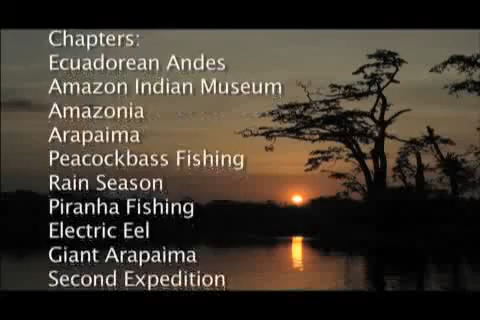 Chapters:
Ecuadorean Andes
Amazon Indian Museum
Amazonia
Arapaima
Peacockbass Fishing
Rain Season
Piranha Fishing
Electric Eel
Giant Arapaima
Second Expedition